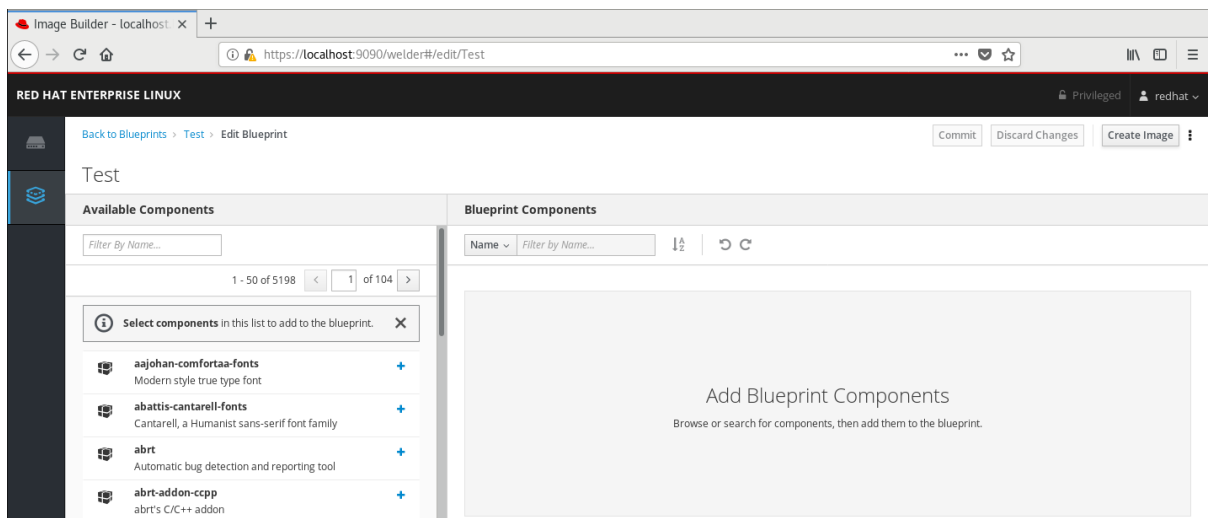 Image Builder - localhost.
https://localhost:9090/welder#/edit/Test
RED HAT ENTERPRISE LINUX
Privileged
redhat
Back to Blueprints › Test › Edit Blueprint
Commit
Discard Changes
Create Image
Test
Available Components
Blueprint Components
Filter By Name...
Name
Filter by Name...
1 - 50 of 5198
1 of 104
Select components in this list to add to the blueprint.
aajohan-comfortaa-fonts
Modern style true type font
abattis-cantarell-fonts
Cantarell, a Humanist sans-serif font family
abrt
Automatic bug detection and reporting tool
abrt-addon-ccpp
abrt's C/C++ addon
Add Blueprint Components
Browse or search for components, then add them to the blueprint.